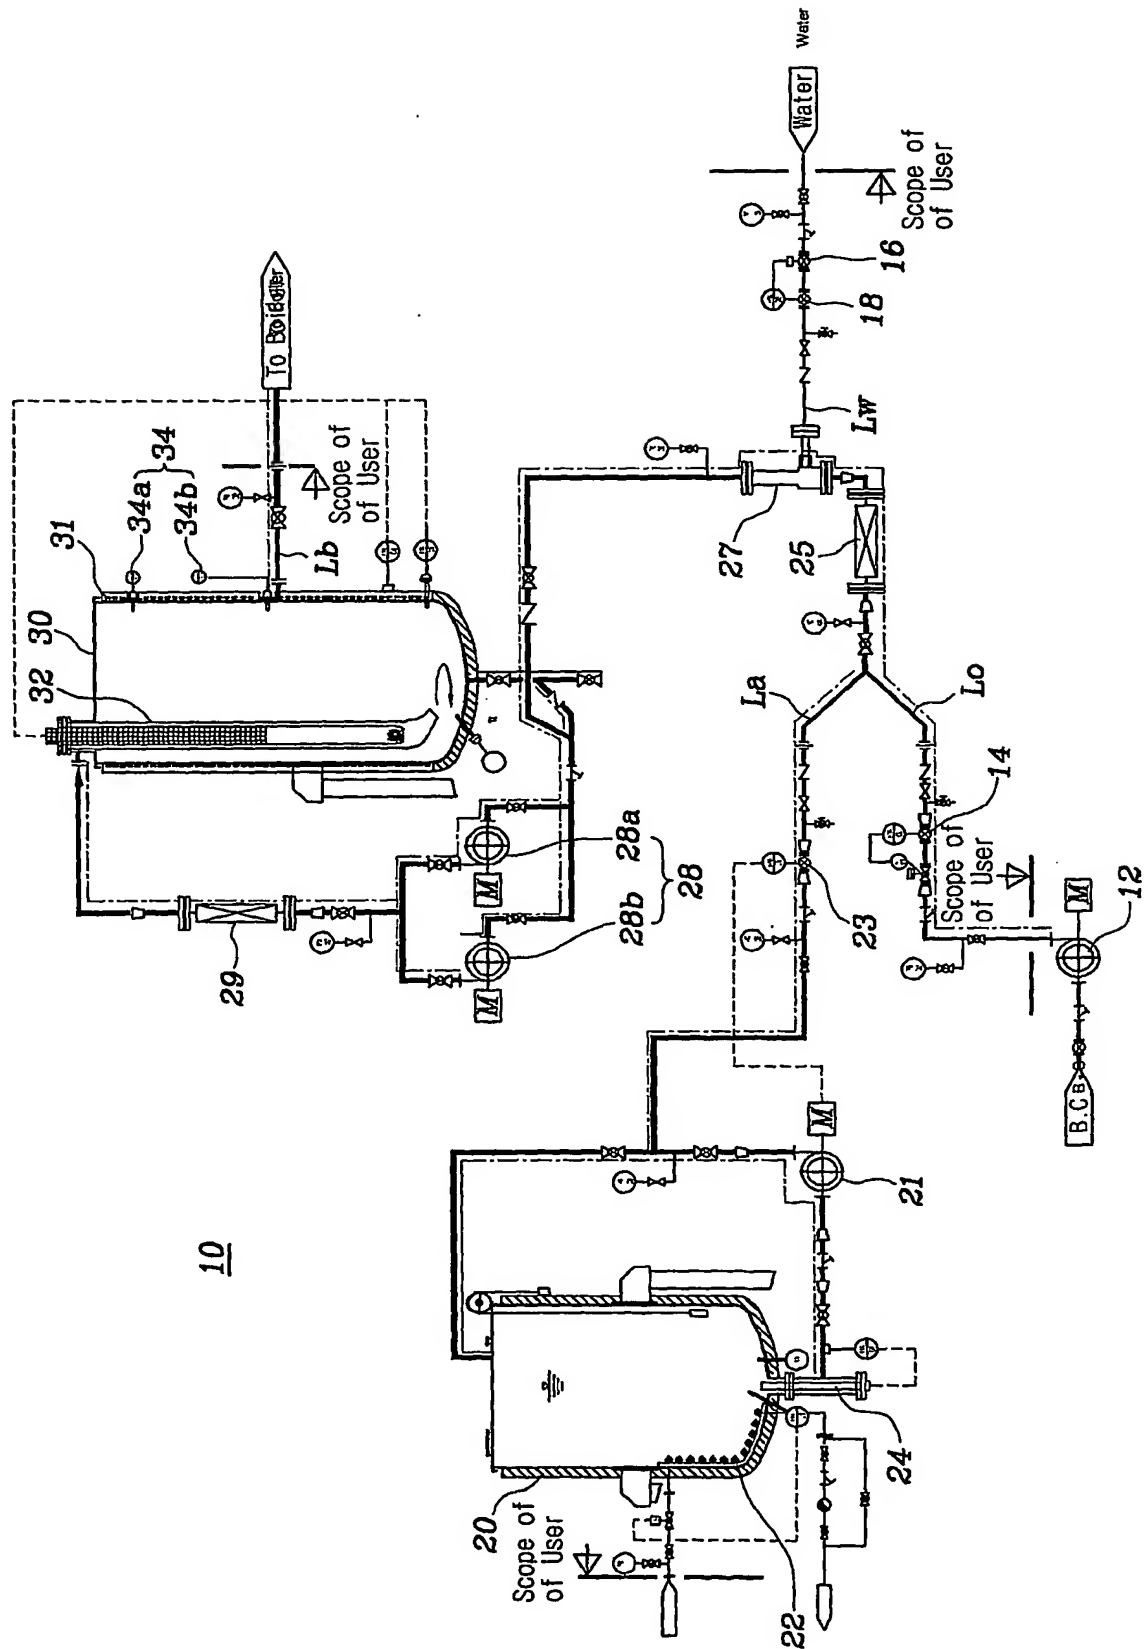 10
Water
Water
Scope of
of User
16
18
Lw
To Boiler
34
34a
34b
31
30
32
Lb
Scope of
of User
27
25
La
Lo
29
28a
28b
28
M
M
23
14
Scope of
of User
M
12
B.C
M
21
20
22
24
Scope of
of User